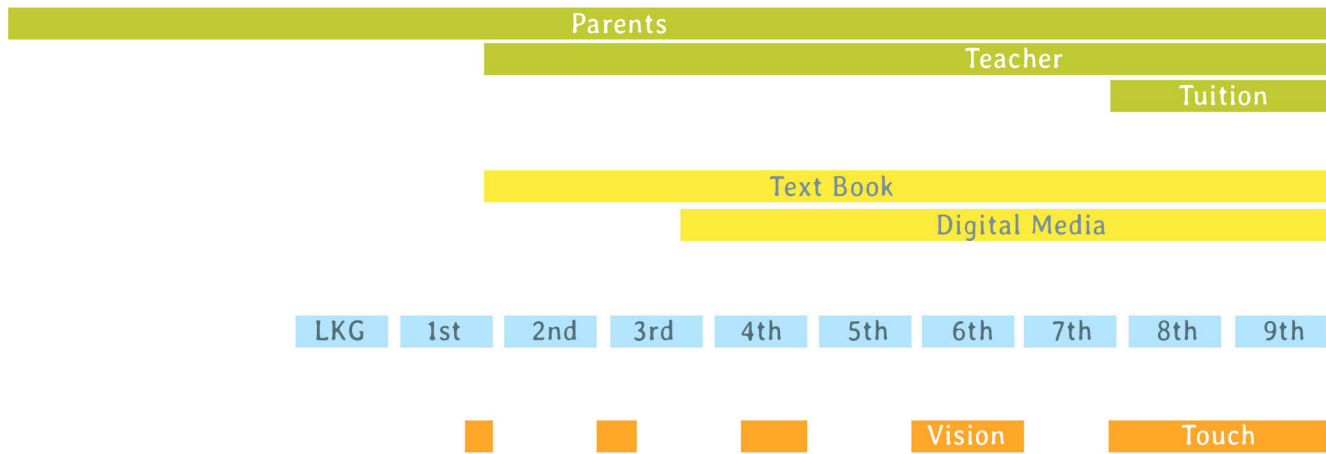 Parents
Teacher
Tuition
Text Book
Digital Media
LKG 1st 2nd 3rd 4th 5th 6th 7th 8th 9th
Vision Touch